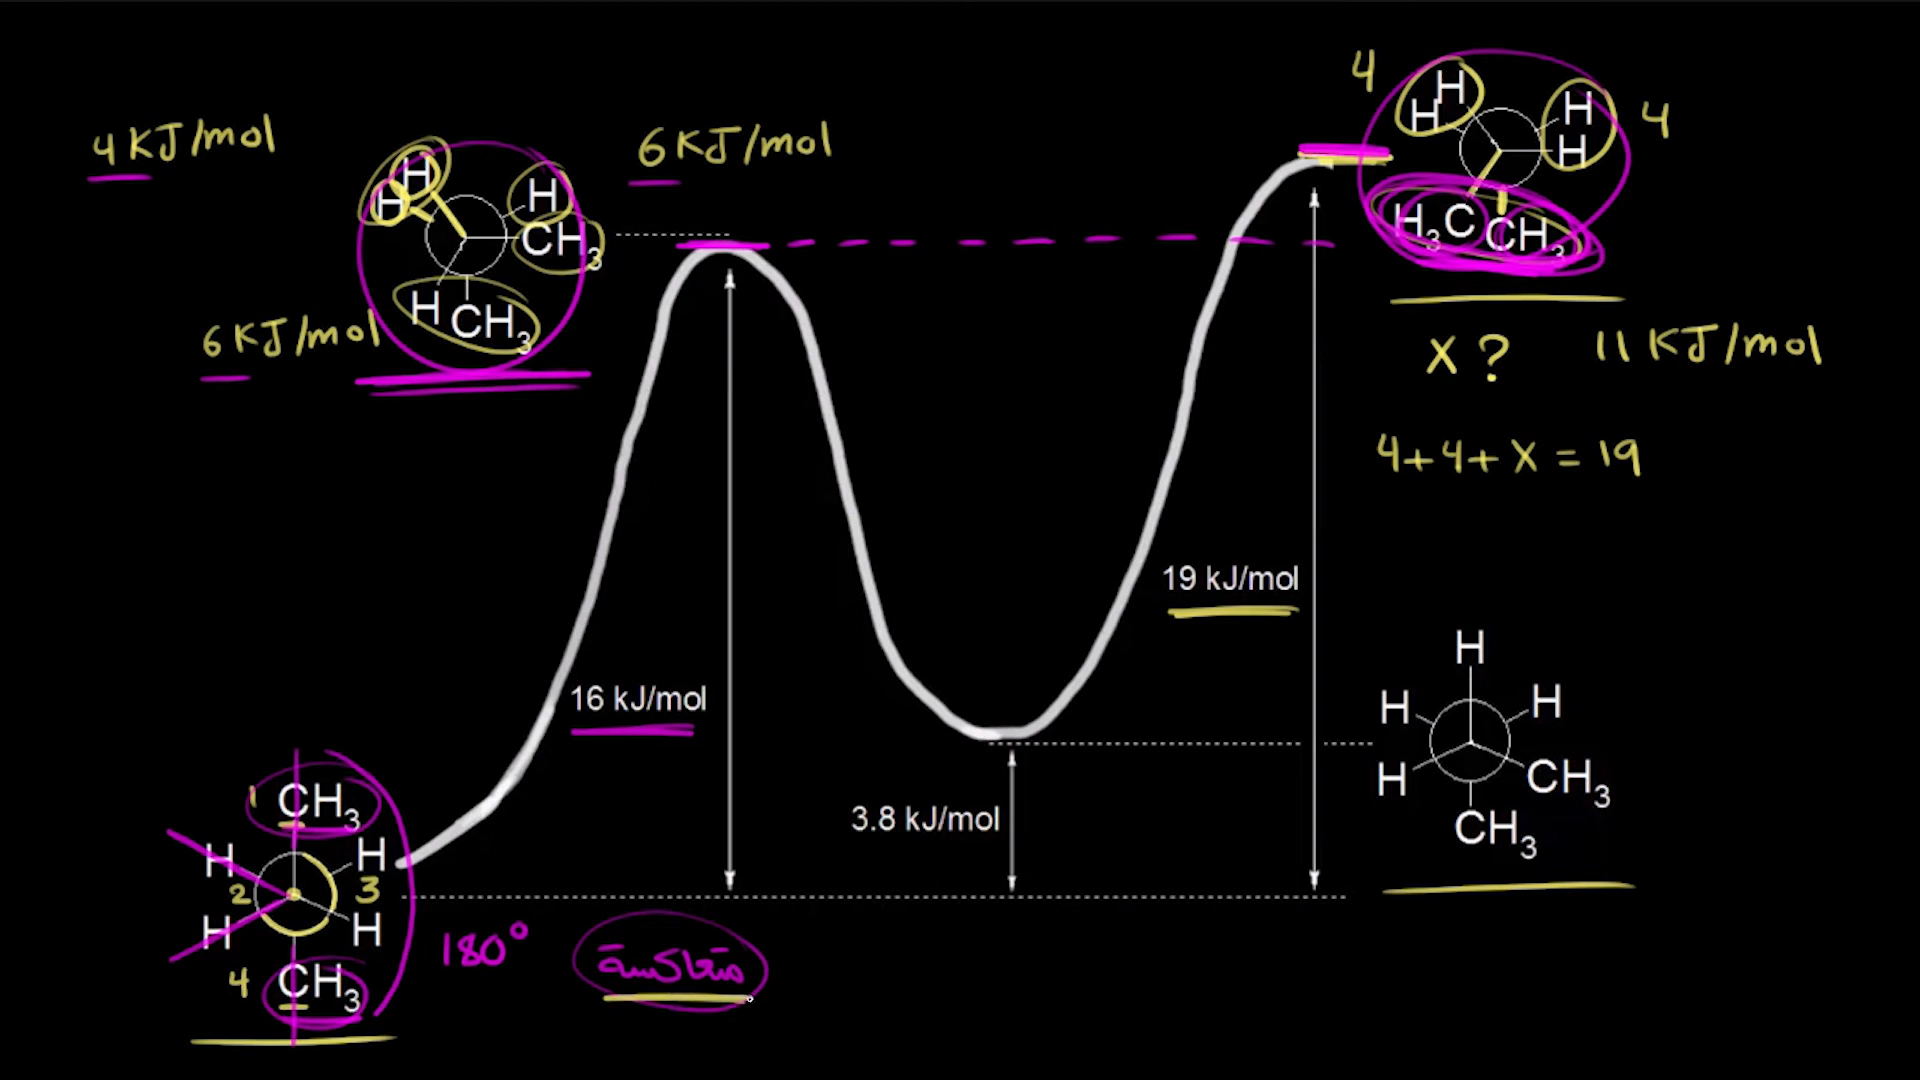 4 KJ/mol
H
H
H
CH₃
H
CH₃
6 KJ/mol
6 KJ/mol
4
H
H
H
H
4
H₃C
CH₃
X ?
11 KJ/mol
4+4+X = 19
16 kJ/mol
19 kJ/mol
3.8 kJ/mol
H
H
H
H
CH₃
CH₃
1 CH₃
H
H
2
3
H
H
4 CH₃
180°
متعاكسة